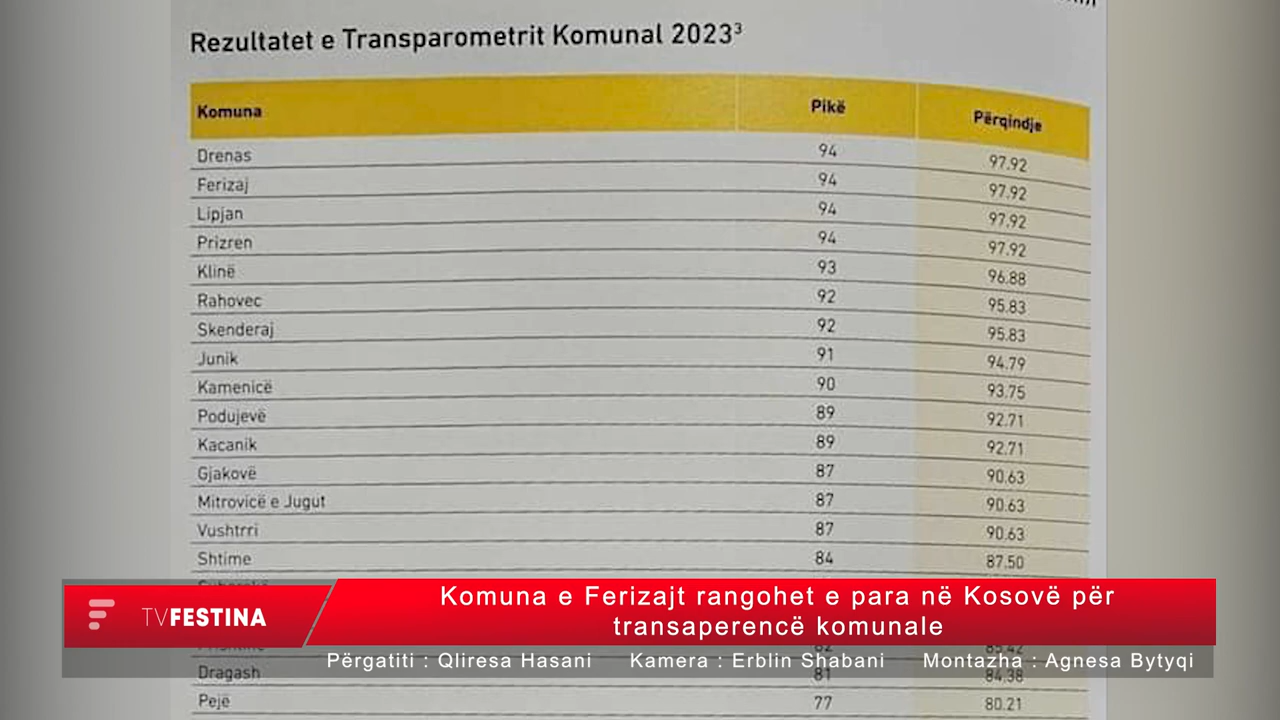 Rezultatet e Transparometrit Komunal 2023³
Komuna Pikë Përqindje
Drenas 94 97.92
Ferizaj 94 97.92
Lipjan 94 97.92
Prizren 94 97.92
Klinë 93 96.88
Rahovec 92 95.83
Skenderaj 92 95.83
Junik 91 94.79
Kamenicë 90 93.75
Podujevë 89 92.71
Kacanik 89 92.71
Gjakovë 87 90.63
Mitrovicë e Jugut 87 90.63
Vushtrri 87 90.63
Shtime 84 87.50
TVFESTINA
Komuna e Ferizajt rangohet e para në Kosovë për
transaperencë komunale
82 85.42
Përgatiti : Qliresa Hasani Kamera : Erblin Shabani Montazha : Agnesa Bytyqi
Dragash 81 84.38
Pejë 77 80.21